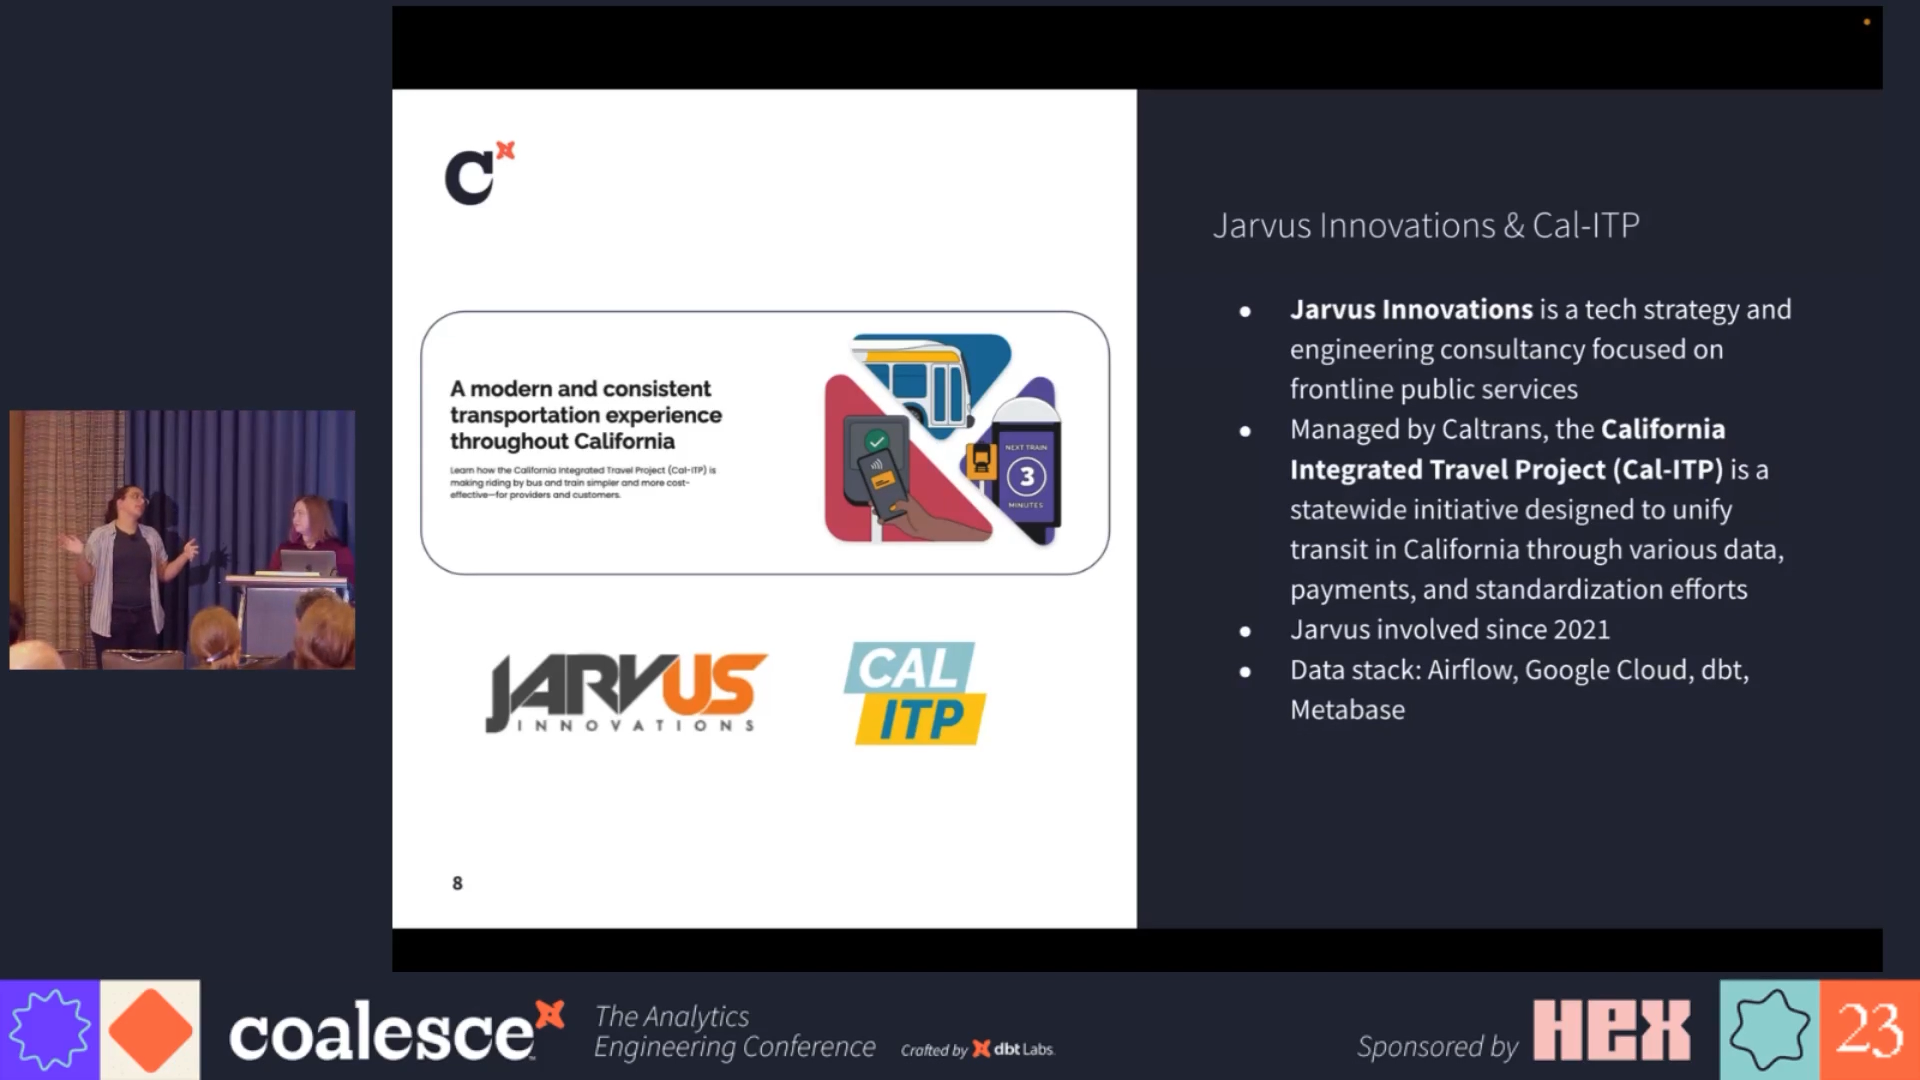 C
A modern and consistent
transportation experience
throughout California
Learn how the California Integrated Travel Project (Cal-ITP) is
making riding by bus and train simpler and more cost-
effective—for providers and customers.
NEXT TRAIN
3
MINUTES
JARVUS
INNOVATIONS
CAL
ITP
8
Jarvus Innovations & Cal-ITP
● Jarvus Innovations is a tech strategy and
engineering consultancy focused on
frontline public services
● Managed by Caltrans, the California
Integrated Travel Project (Cal-ITP) is a
statewide initiative designed to unify
transit in California through various data,
payments, and standardization efforts
● Jarvus involved since 2021
● Data stack: Airflow, Google Cloud, dbt,
Metabase
coalesce™
The Analytics
Engineering Conference
Crafted by dbt Labs.
Sponsored by HEX
23